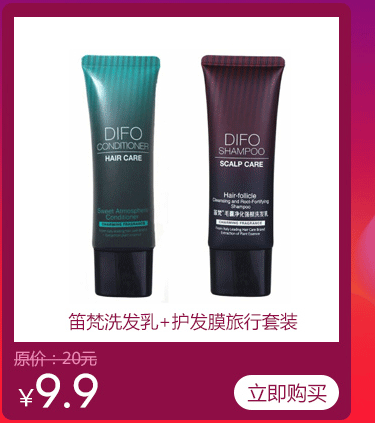 DIFO
CONDITIONER
HAIR CARE
DIFO
SHAMPOO
SCALP CARE
Hair-follicle
Cleansing and Root-Fortifying
Shampoo
笛梵洗发乳+护发膜旅行套装
原价：20元
¥9.9
立即购买